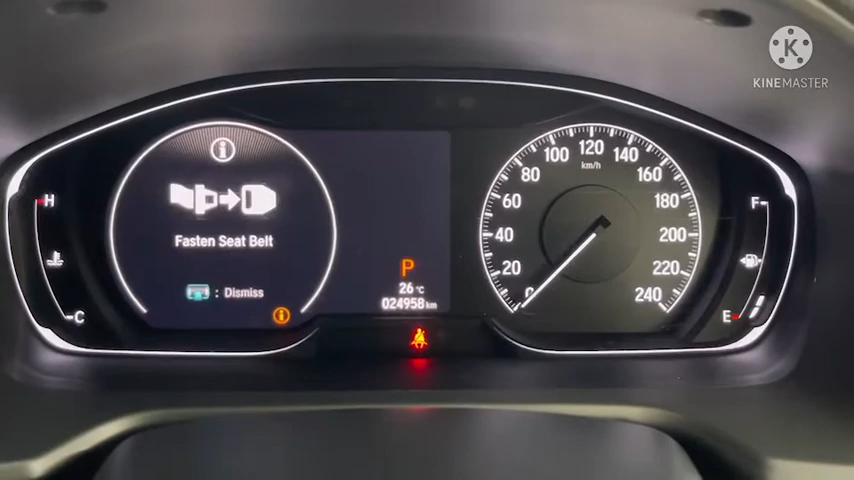 K
KINEMASTER
i
H
C
Fasten Seat Belt
: Dismiss
i
P
26 °C
024958 km
0
20
40
60
80
100
120
140
160
180
200
220
240
km/h
F
E